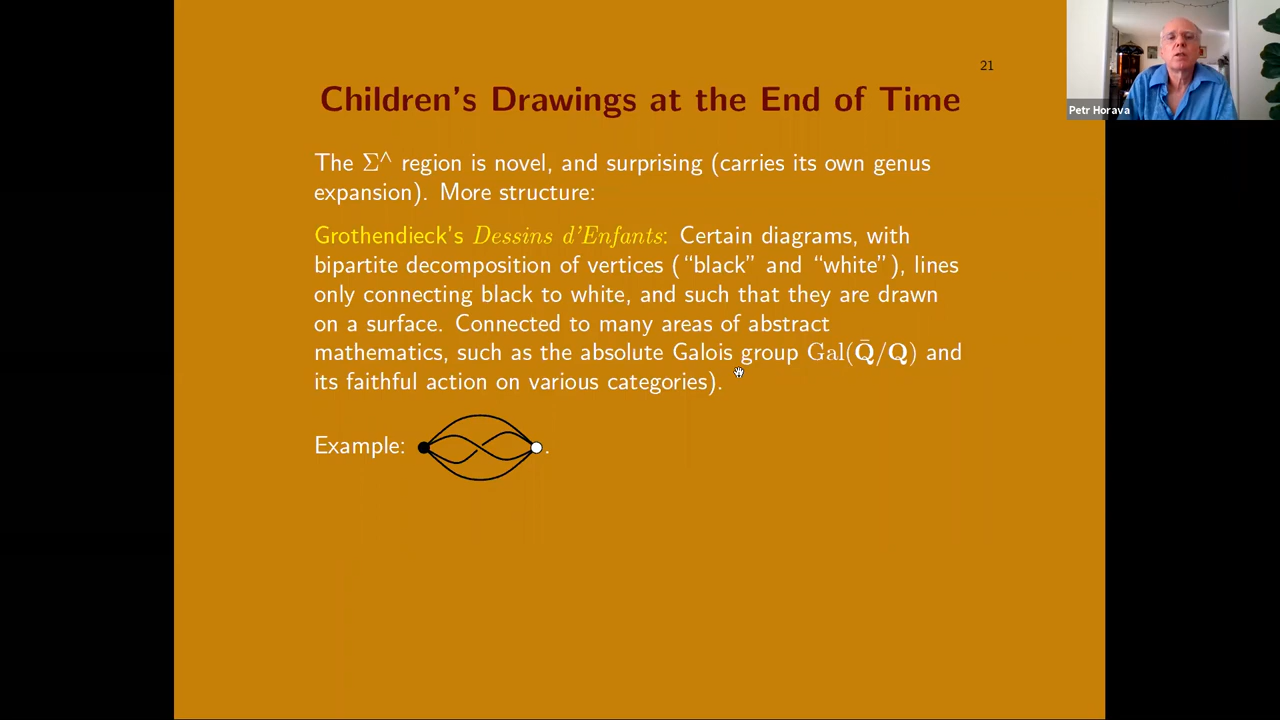 21
Children's Drawings at the End of Time
The Σ^ region is novel, and surprising (carries its own genus
expansion). More structure:
Grothendieck's Dessins d'Enfants: Certain diagrams, with
bipartite decomposition of vertices (“black” and “white”), lines
only connecting black to white, and such that they are drawn
on a surface. Connected to many areas of abstract
mathematics, such as the absolute Galois group Gal(Q̄/Q) and
its faithful action on various categories).
Example: .
Petr Horava